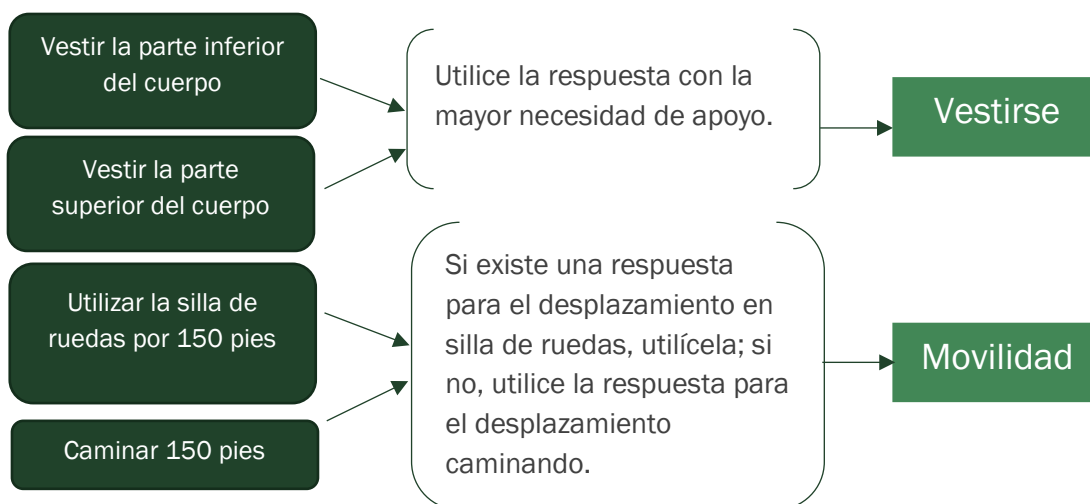 Vestir la parte inferior
del cuerpo
Vestir la parte
superior del cuerpo
Utilice la respuesta con la
mayor necesidad de apoyo.
Vestirse
Utilizar la silla de
ruedas por 150 pies
Caminar 150 pies
Si existe una respuesta
para el desplazamiento en
silla de ruedas, utilícela; si
no, utilice la respuesta para
el desplazamiento
caminando.
Movilidad